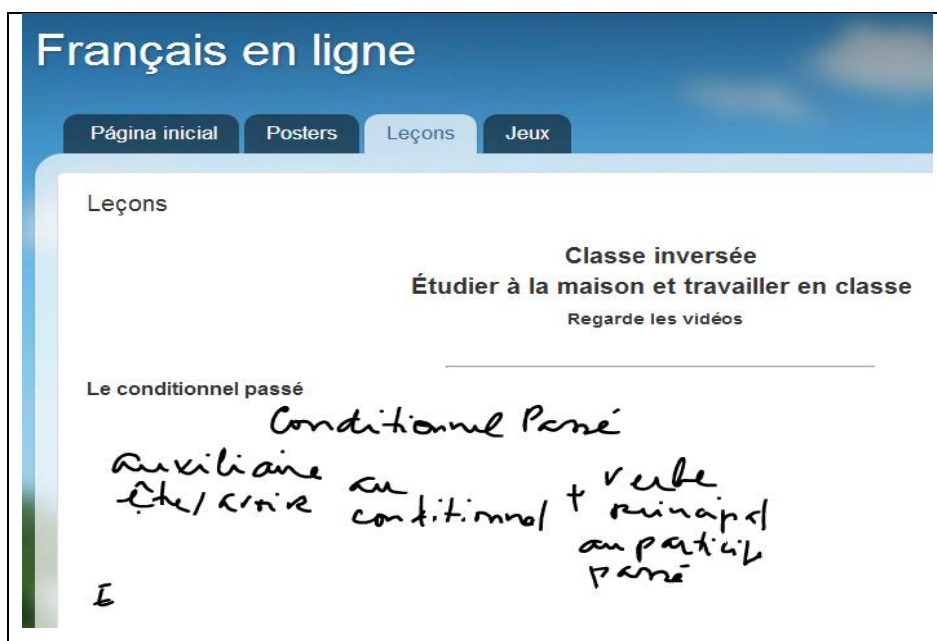 Français en ligne
Página inicial Posters Leçons Jeux
Leçons
Classe inversée
Étudier à la maison et travailler en classe
Regarde les vidéos
Le conditionnel passé
Conditionnel Passé
auxiliaire
être/avoir au conditionnel + verbe
principal
au participe
passé
E